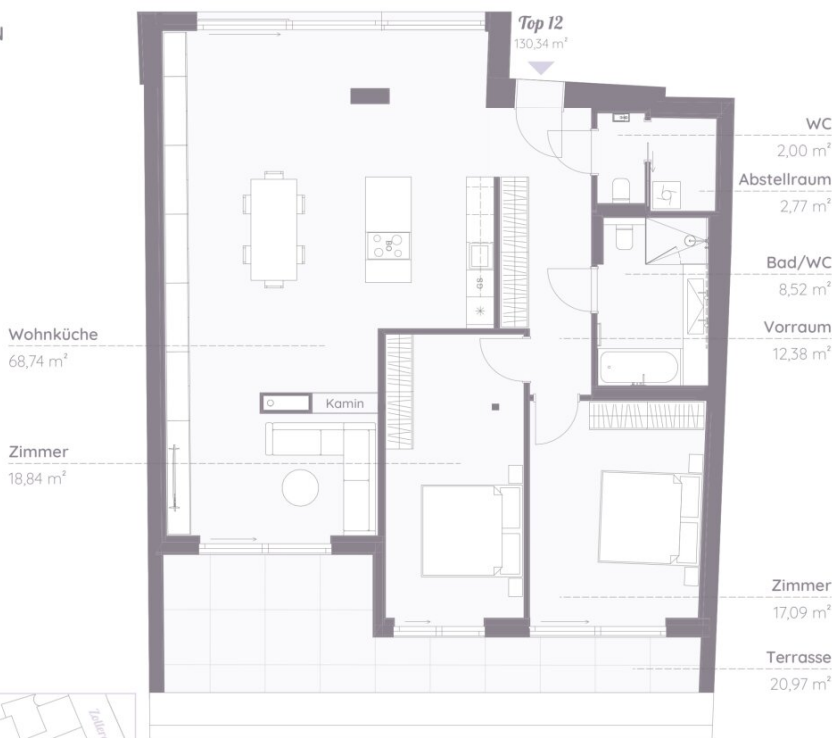 N
Top 12
130,34 m²
WC
2,00 m²
Abstellraum
2,77 m²
Bad/WC
8,52 m²
Vorraum
12,38 m²
Wohnküche
68,74 m²
GS
Kamin
Zimmer
18,84 m²
Zimmer
17,09 m²
Terrasse
20,97 m²